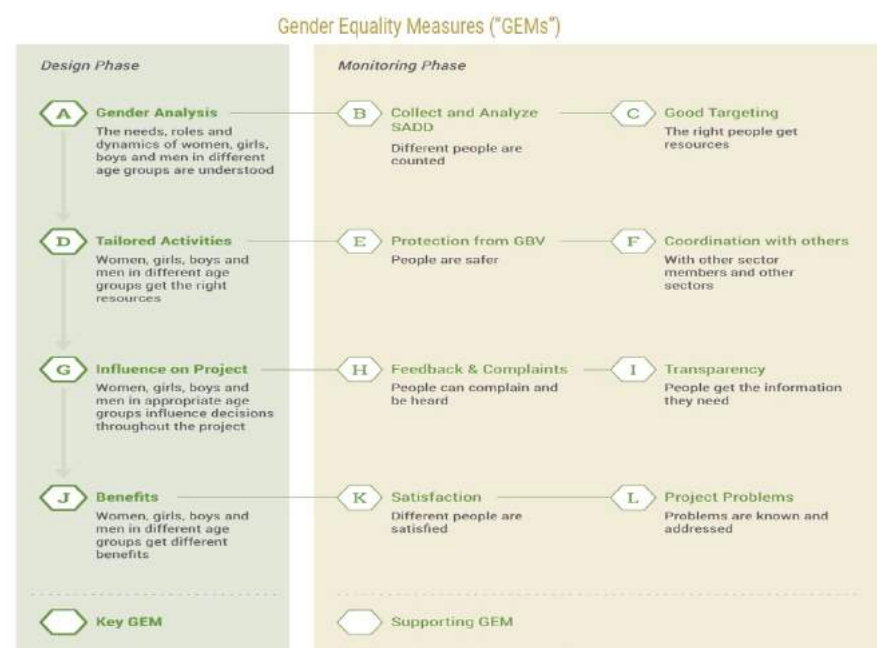 Gender Equality Measures ("GEMs")
Design Phase
Monitoring Phase
A
Gender Analysis
The needs, roles and
dynamics of women, girls,
boys and men in different
age groups are understood
B
Collect and Analyze
SADD
Different people are
counted
C
Good Targeting
The right people get
resources
D
Tailored Activities
Women, girls, boys and
men in different age
groups get the right
resources
E
Protection from GBV
People are safer
F
Coordination with others
With other sector
members and other
sectors
G
Influence on Project
Women, girls, boys and
men in appropriate age
groups influence decisions
throughout the project
H
Feedback & Complaints
People can complain and
be heard
I
Transparency
People get the information
they need
J
Benefits
Women, girls, boys and
men in different age
groups get different
benefits
K
Satisfaction
Different people are
satisfied
L
Project Problems
Problems are known and
addressed
Key GEM
Supporting GEM